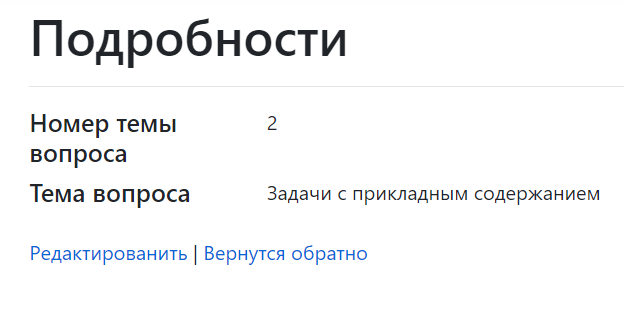 Подробности
Номер темы 2
вопроса
Тема вопроса Задачи с прикладным содержанием
Редактированить | Вернутся обратно